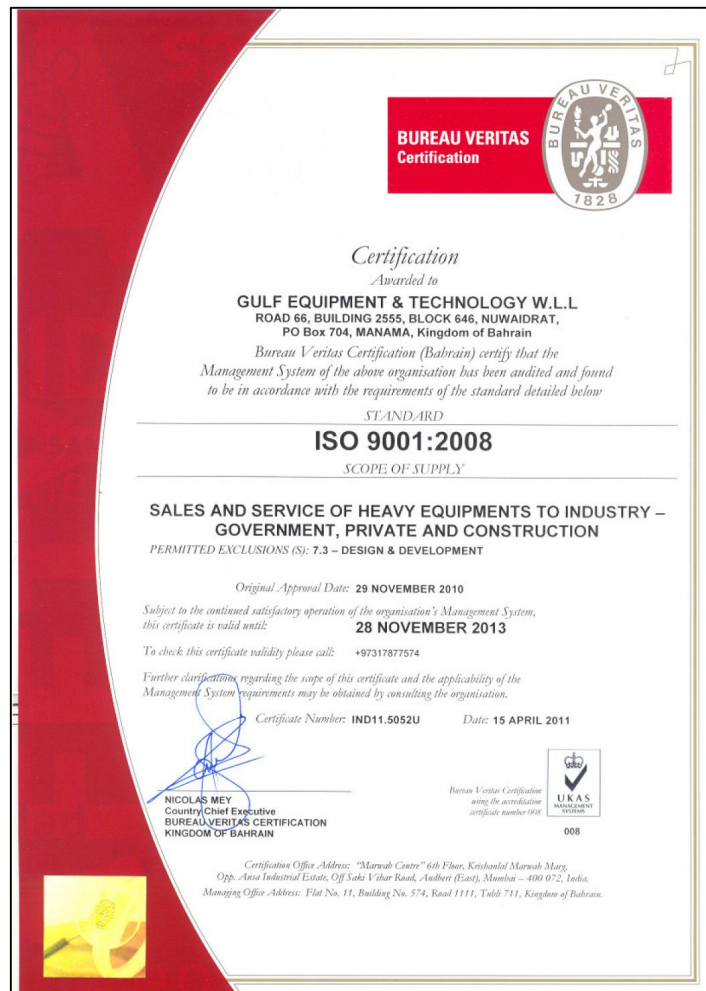 BUREAU VERITAS
Certification
BUREAU VERITAS
1828
Certification
Awarded to
GULF EQUIPMENT & TECHNOLOGY W.L.L
ROAD 66, BUILDING 2555, BLOCK 646, NUWAIDRAT,
PO Box 704, MANAMA, Kingdom of Bahrain
Bureau Veritas Certification (Bahrain) certify that the
Management System of the above organisation has been audited and found
to be in accordance with the requirements of the standard detailed below
STANDARD
ISO 9001:2008
SCOPE OF SUPPLY
SALES AND SERVICE OF HEAVY EQUIPMENTS TO INDUSTRY –
GOVERNMENT, PRIVATE AND CONSTRUCTION
PERMITTED EXCLUSIONS (S): 7.3 – DESIGN & DEVELOPMENT
Original Approval Date: 29 NOVEMBER 2010
Subject to the continued satisfactory operation of the organisation's Management System,
this certificate is valid until: 28 NOVEMBER 2013
To check this certificate validity please call: +97317877574
Further clarifications regarding the scope of this certificate and the applicability of the
Management System requirements may be obtained by consulting the organisation.
Certificate Number: IND11.5052U Date: 15 APRIL 2011
NICOLAS MEY
Country Chief Executive
BUREAU VERITAS CERTIFICATION
KINGDOM OF BAHRAIN
Bureau Veritas Certification
using the accreditation
certificate number 008
UKAS
MANAGEMENT
SYSTEMS
008
Certification Office Address: "Marwah Centre" 6th Floor, Krishanlal Marwah Marg,
Opp. Ansa Industrial Estate, Off Saki Vihar Road, Andheri (East), Mumbai – 400 072, India.
Managing Office Address: Flat No. 11, Building No. 574, Road 1111, Tubli 711, Kingdom of Bahrain.